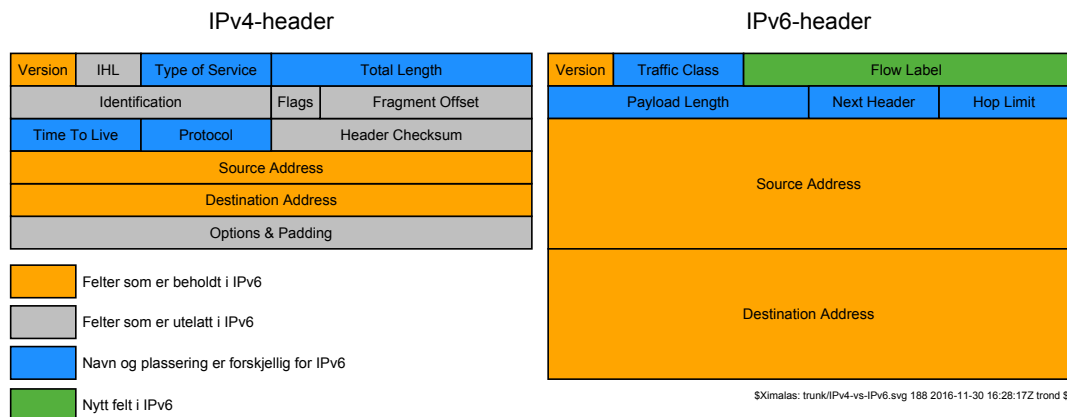 IPv4-header
Version IHL Type of Service Total Length
Identification Flags Fragment Offset
Time To Live Protocol Header Checksum
Source Address
Destination Address
Options & Padding
Felter som er beholdt i IPv6
Felter som er utelatt i IPv6
Navn og plassering er forskjellig for IPv6
Nytt felt i IPv6
IPv6-header
Version Traffic Class Flow Label
Payload Length Next Header Hop Limit
Source Address
Destination Address
$Ximalas: trunk/IPv4-vs-IPv6.svg 188 2016-11-30 16:28:17Z trond $